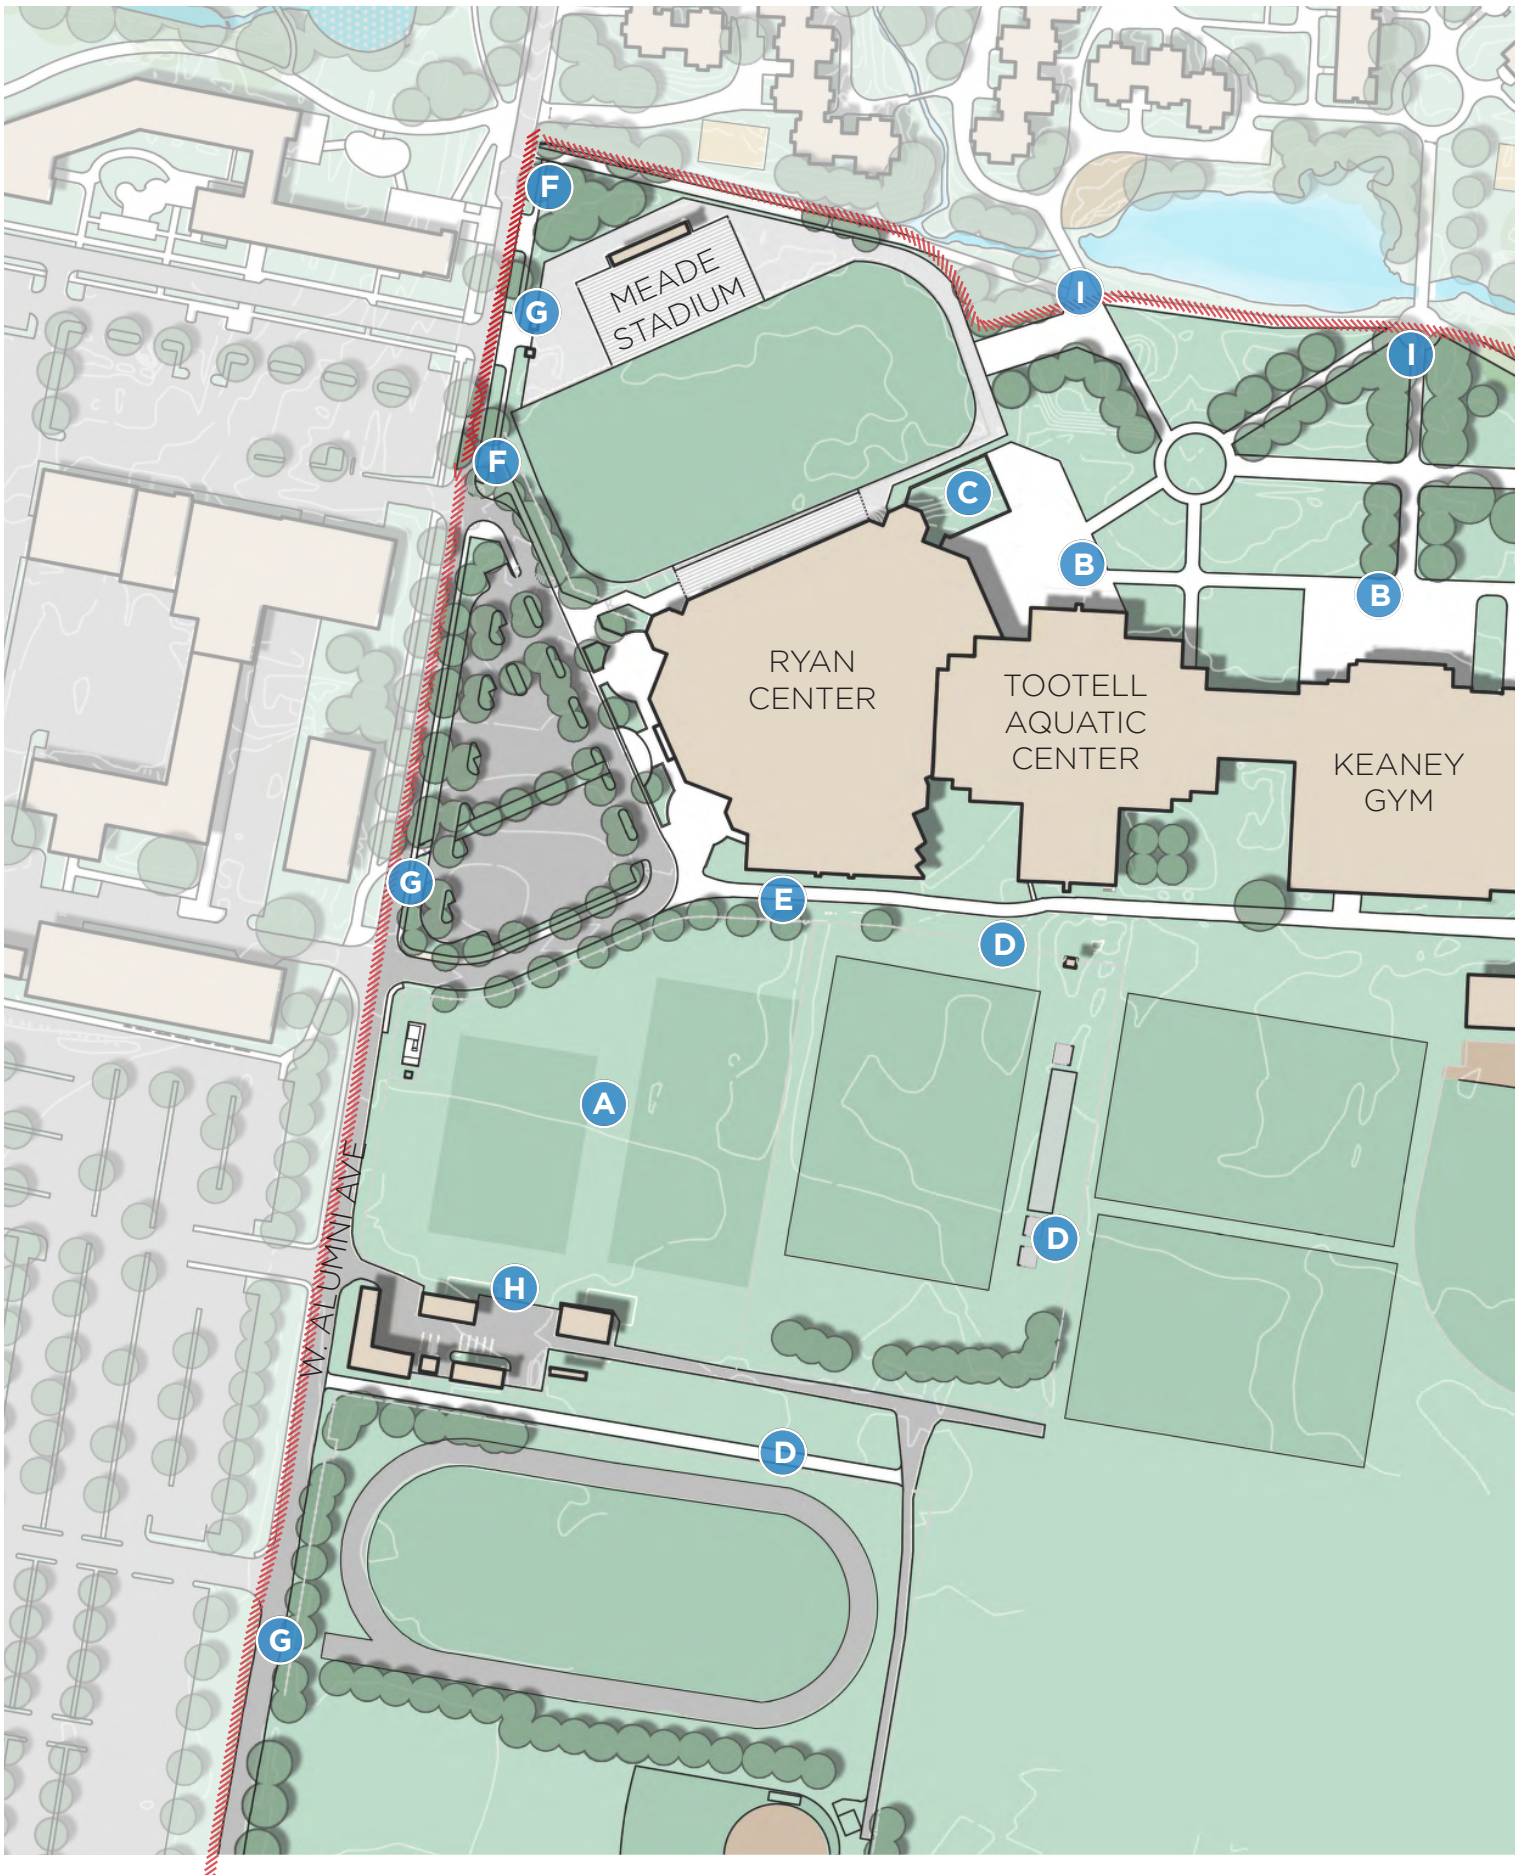 F
MEADE
STADIUM
G
I
I
F
C
B
B
RYAN
CENTER
TOOTELL
AQUATIC
CENTER
KEANEY
GYM
G
E
D
A
D
W. ALUMNI AVE
H
D
G